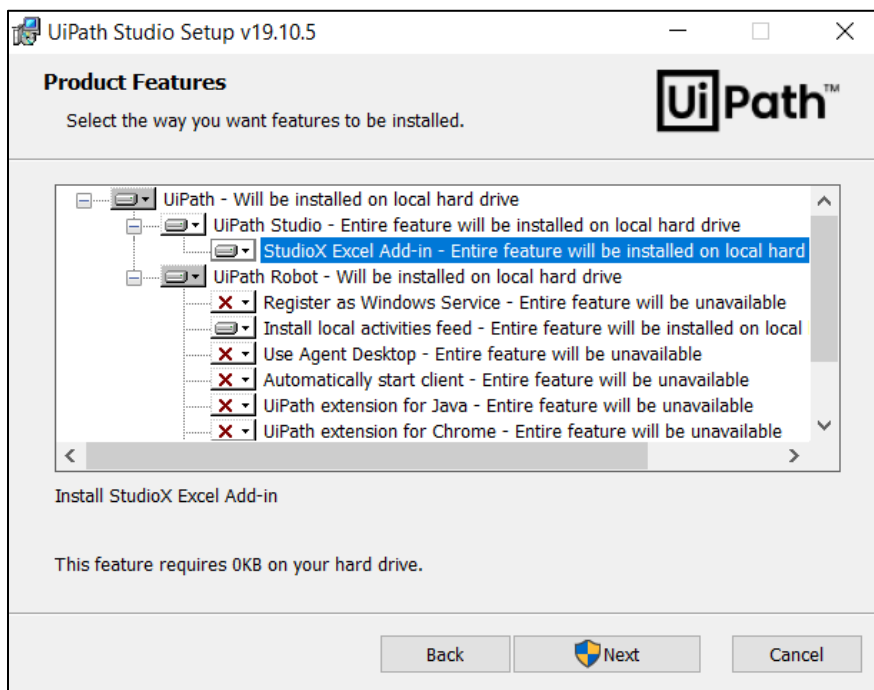 UiPath Studio Setup v19.10.5
Product Features
Select the way you want features to be installed.
Ui Path™
UiPath - Will be installed on local hard drive
UiPath Studio - Entire feature will be installed on local hard drive
StudioX Excel Add-in - Entire feature will be installed on local hard
UiPath Robot - Will be installed on local hard drive
Register as Windows Service - Entire feature will be unavailable
Install local activities feed - Entire feature will be installed on local
Use Agent Desktop - Entire feature will be unavailable
Automatically start client - Entire feature will be unavailable
UiPath extension for Java - Entire feature will be unavailable
UiPath extension for Chrome - Entire feature will be unavailable
Install StudioX Excel Add-in
This feature requires 0KB on your hard drive.
Back Next Cancel